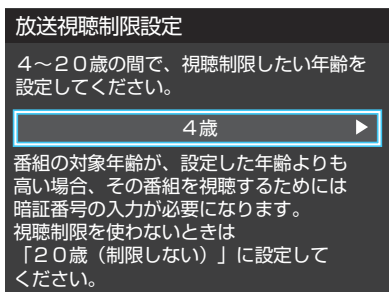 放送視聴制限設定
４～２０歳の間で、視聴制限したい年齢を
設定してください。
４歳
番組の対象年齢が、設定した年齢よりも
高い場合、その番組を視聴するためには
暗証番号の入力が必要になります。
視聴制限を使わないときは
「２０歳（制限しない）」に設定して
ください。